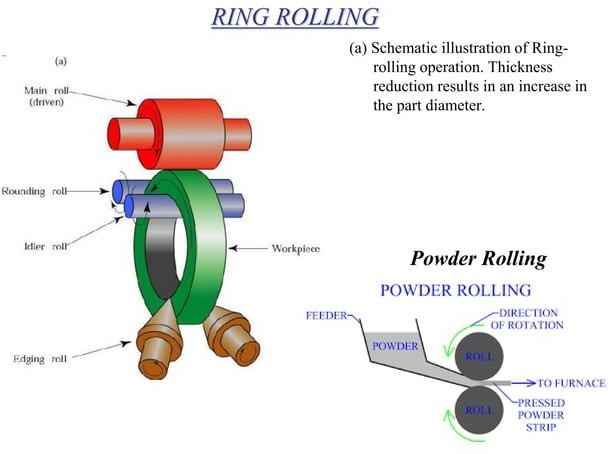 RING ROLLING
(a) Schematic illustration of Ring-
rolling operation. Thickness
reduction results in an increase in
the part diameter.
(a)
Main roll
(driven)
Rounding roll
Idler roll
Workpiece
Edging roll
Powder Rolling
POWDER ROLLING
FEEDER
DIRECTION
OF ROTATION
POWDER
ROLL
TO FURNACE
ROLL
PRESSED
POWDER
STRIP